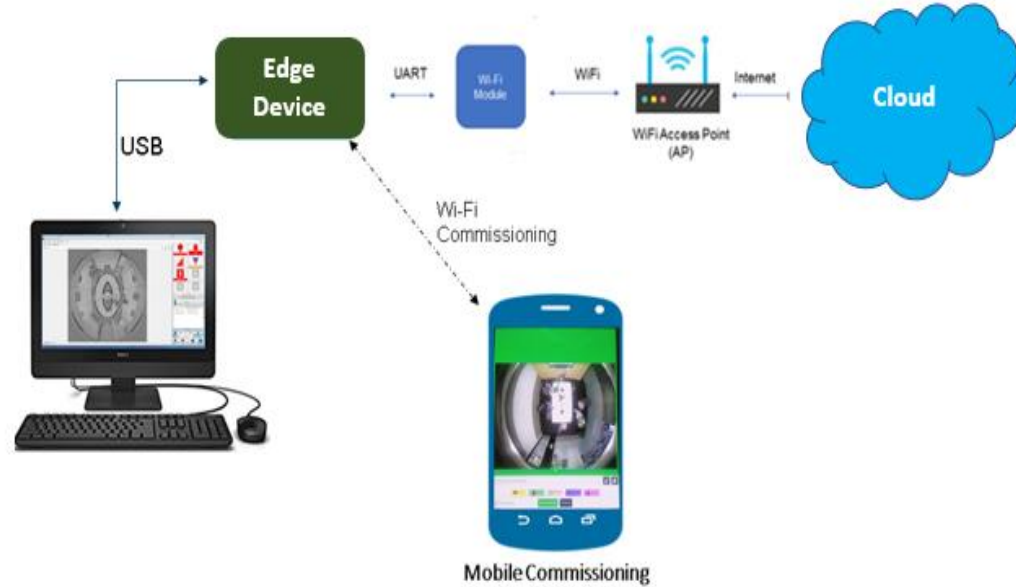 Edge
Device
UART
Wi-Fi
Module
WiFi
WiFi Access Point
(AP)
Internet
Cloud
USB
Wi-Fi
Commissioning
Mobile Commissioning